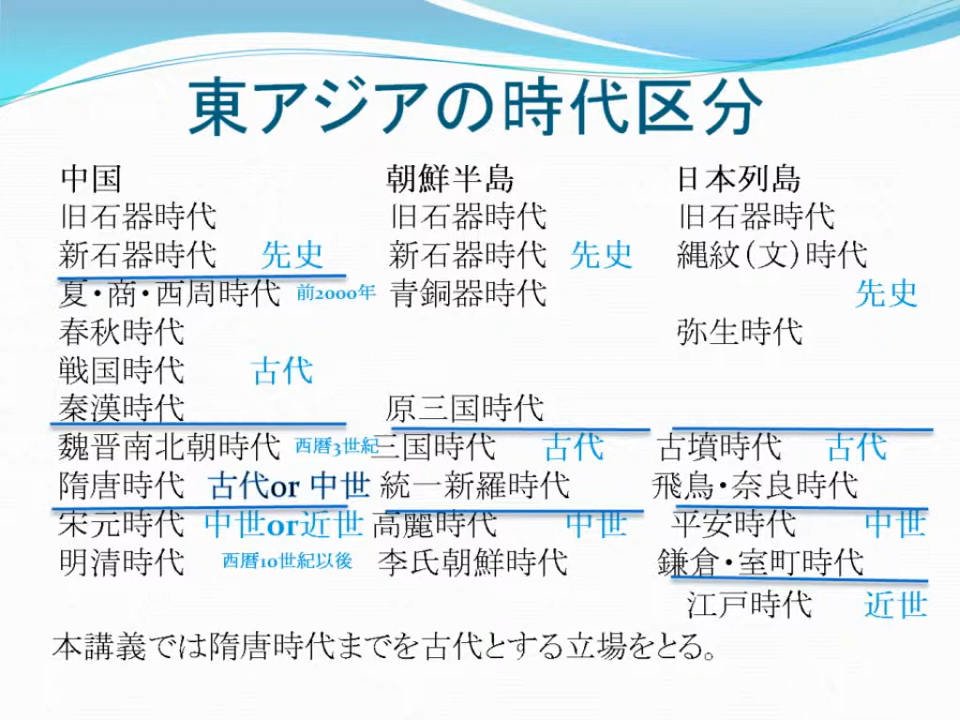 東アジアの時代区分
中国 朝鮮半島 日本列島
旧石器時代 旧石器時代 旧石器時代
新石器時代 先史 新石器時代 先史 縄紋(文)時代
夏・商・西周時代 前2000年 青銅器時代 先史
春秋時代 弥生時代
戦国時代 古代
秦漢時代 原三国時代
魏晋南北朝時代 西暦3世紀 三国時代 古代 古墳時代 古代
隋唐時代 古代or 中世 統一新羅時代 飛鳥・奈良時代
宋元時代 中世or近世 高麗時代 中世 平安時代 中世
明清時代 西暦10世紀以後 李氏朝鮮時代 鎌倉・室町時代
江戸時代 近世
本講義では隋唐時代までを古代とする立場をとる。